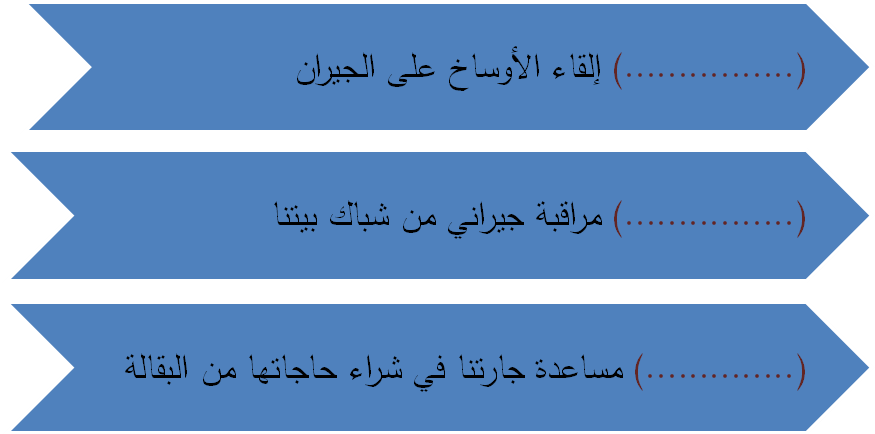 (................) إلقاء الأوساخ على الجيران
(................) مراقبة جيراني من شباك بيتنا
(..............) مساعدة جارتنا في شراء حاجاتها من البقالة